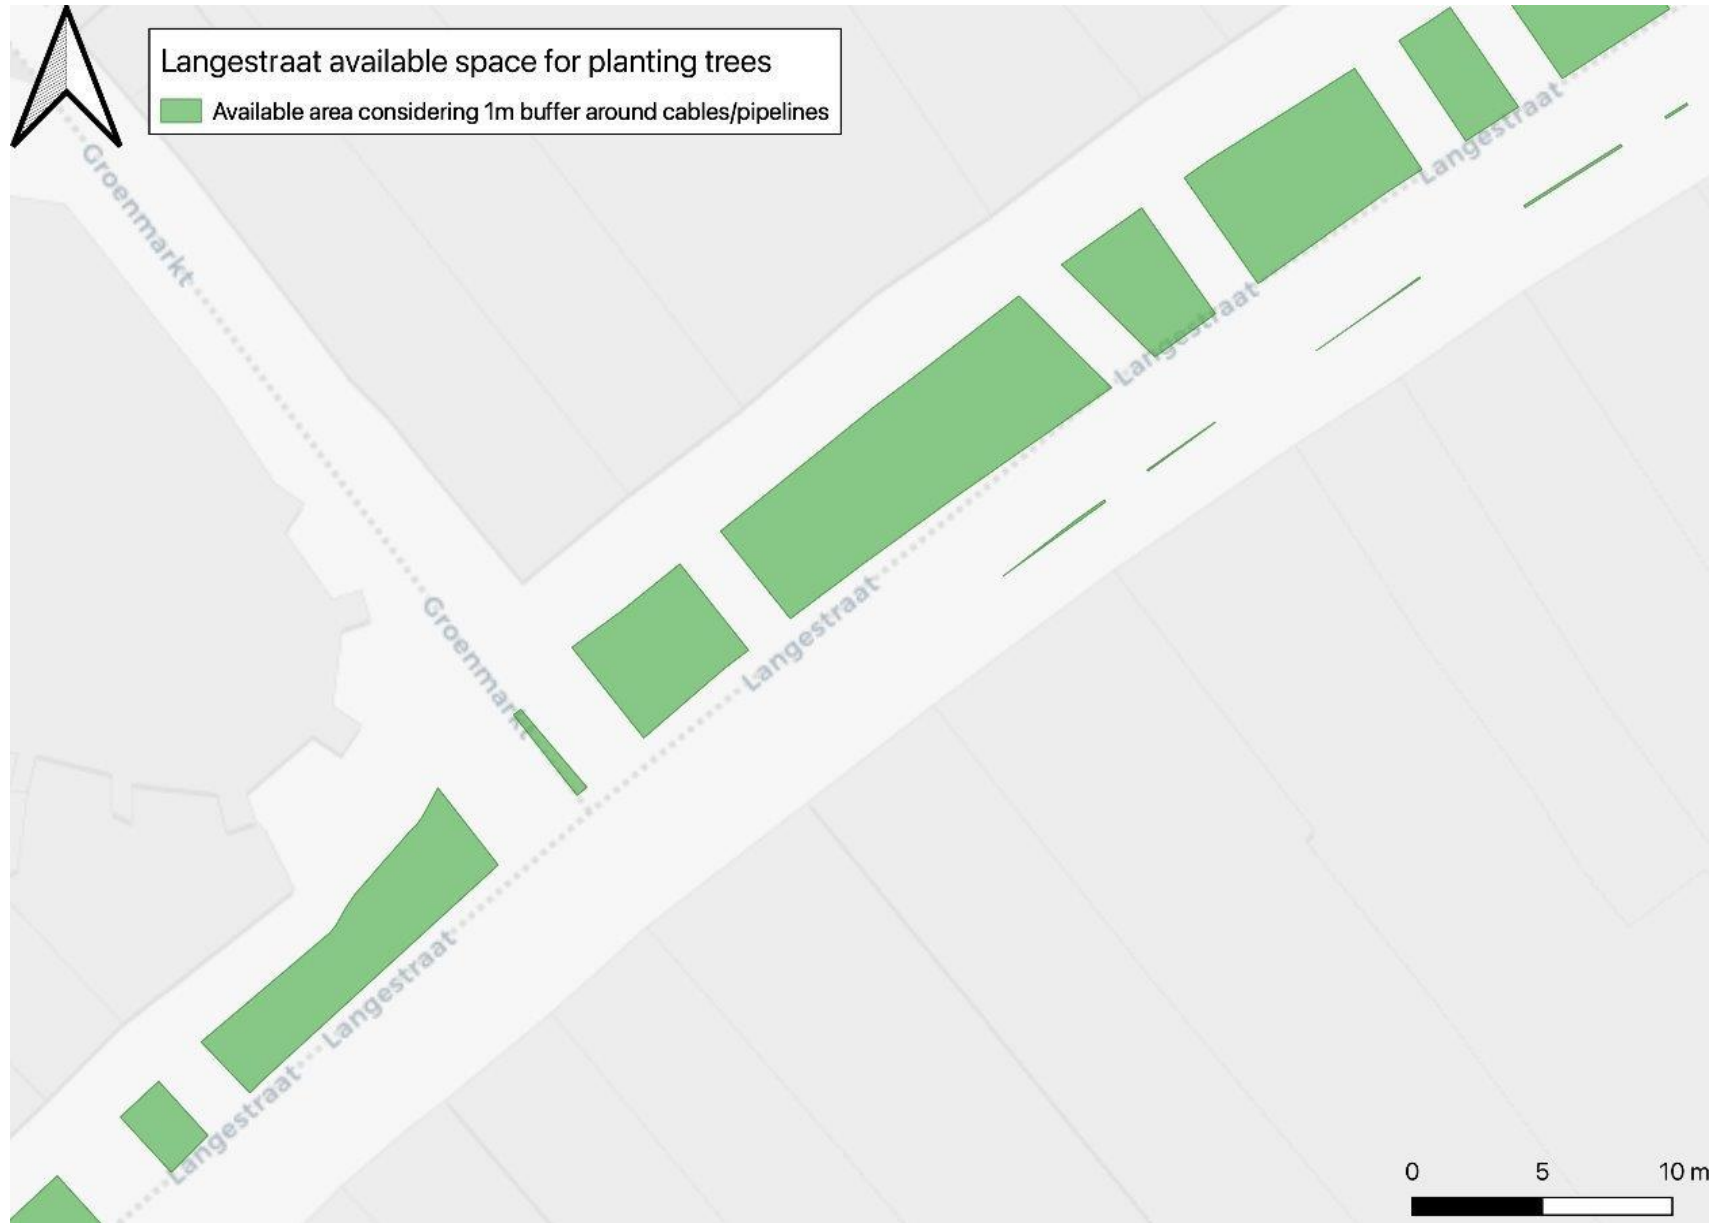 Langestraat available space for planting trees
Available area considering 1m buffer around cables/pipelines
Langestraat
Groenmarkt
Langestraat
Groenmarkt
Langestraat
Langestraat
Langestraat
0 5 10 m